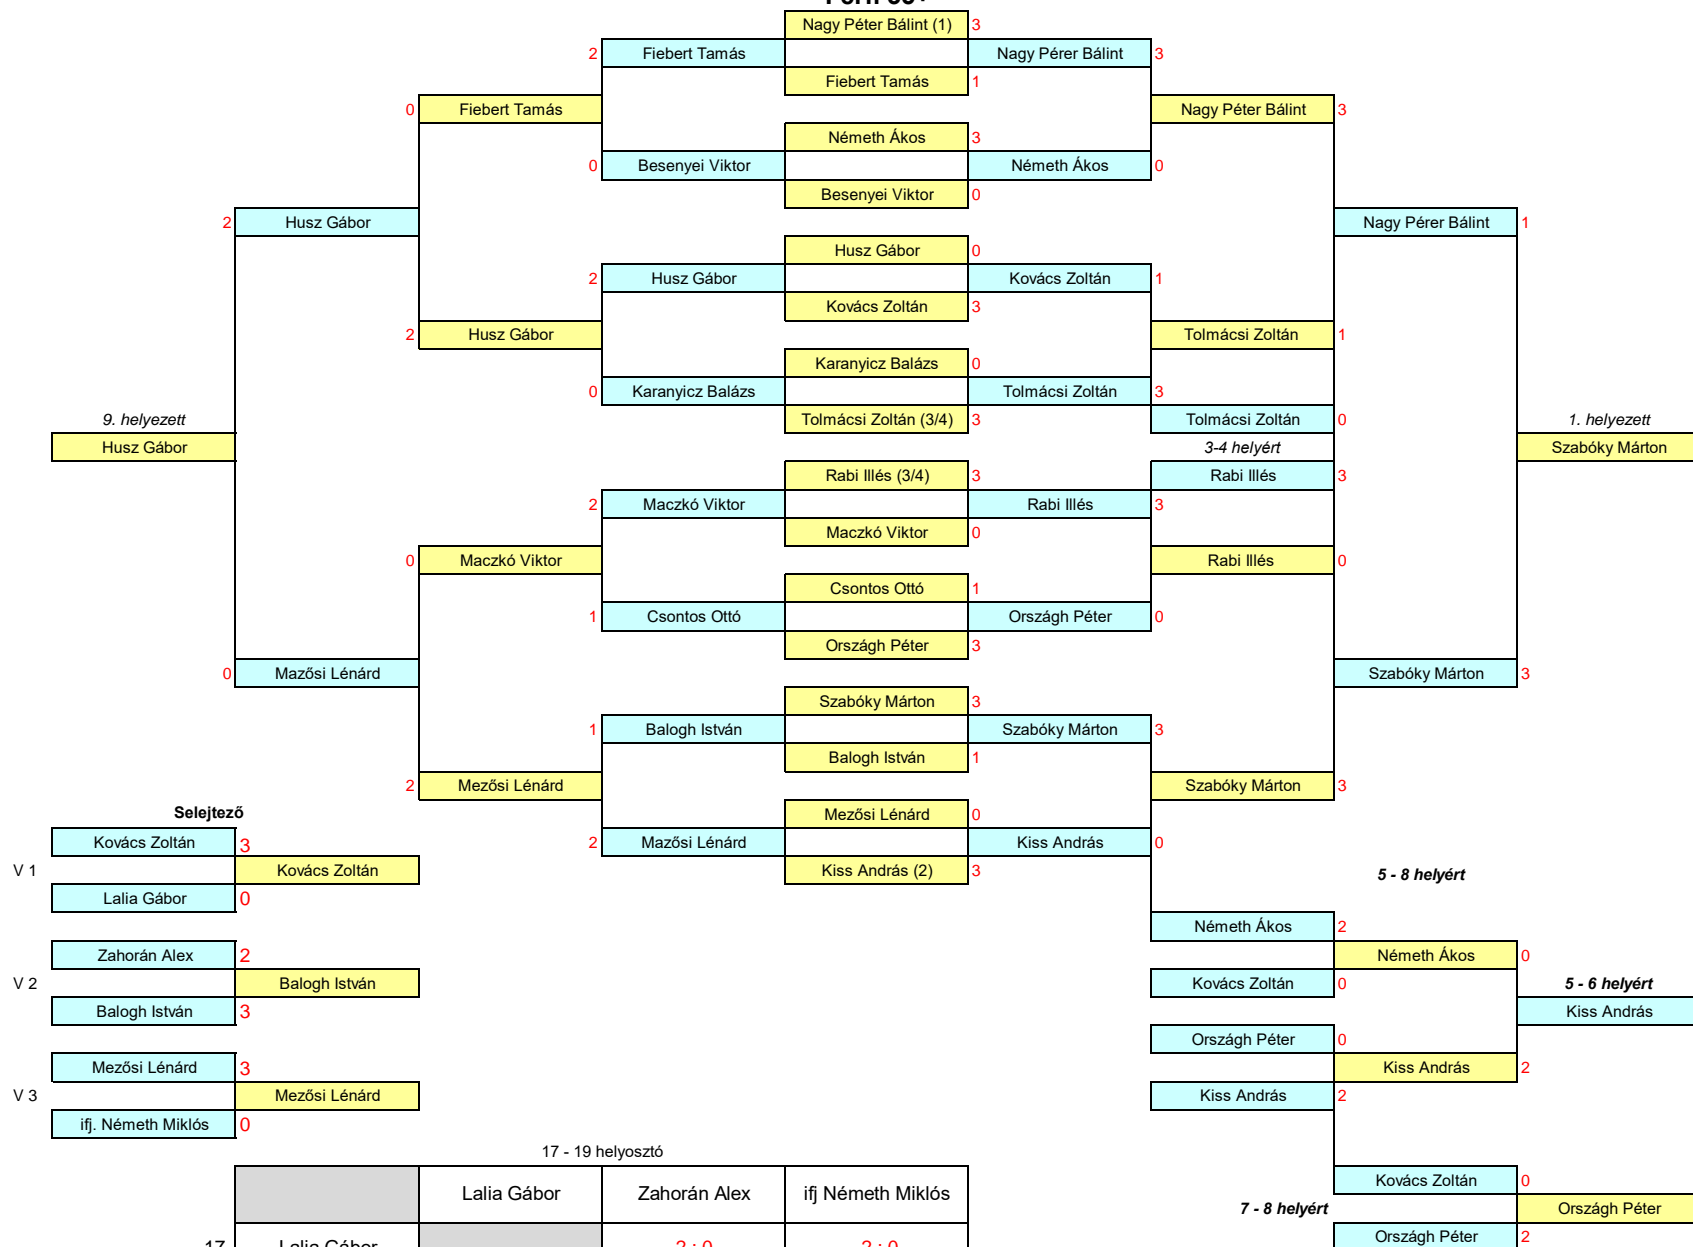 Nagy Péter Bálint (1) 3
2 Fiebert Tamás Nagy Pérer Bálint 3
Fiebert Tamás 1
0 Fiebert Tamás Nagy Péter Bálint 3
Németh Ákos 3
0 Besenyei Viktor Németh Ákos 0
Besenyei Viktor 0
2 Husz Gábor Nagy Pérer Bálint 1
Husz Gábor 0
2 Husz Gábor Kovács Zoltán 1
Kovács Zoltán 3
2 Husz Gábor Tolmácsi Zoltán 1
Karanyicz Balázs 0
0 Karanyicz Balázs Tolmácsi Zoltán 3
9. helyezett Tolmácsi Zoltán (3/4) 3 Tolmácsi Zoltán 0 1. helyezett
Husz Gábor 3-4 helyért Szabóky Márton
Rabi Illés (3/4) 3 Rabi Illés 3
2 Maczkó Viktor Rabi Illés 3
Maczkó Viktor 0
0 Maczkó Viktor Rabi Illés 0
Csontos Ottó 1
1 Csontos Ottó Országh Péter 0
Országh Péter 3
0 Mazősi Lénárd Szabóky Márton 3
Szabóky Márton 3
1 Balogh István Szabóky Márton 3
Balogh István 1
2 Mezősi Lénárd Szabóky Márton 3
Selejtező Mezősi Lénárd 0
Kovács Zoltán 3 2 Mazősi Lénárd Kiss András 0
V 1 Kovács Zoltán Kiss András (2) 3 5 - 8 helyért
Lalia Gábor 0
Németh Ákos 2
Zahorán Alex 2 Németh Ákos 0
V 2 Balogh István Kovács Zoltán 0 5 - 6 helyért
Balogh István 3 Kiss András
Országh Péter 0
Mezősi Lénárd 3 Kiss András 2
V 3 Mezősi Lénárd Kiss András 2
ifj. Németh Miklós 0
17 - 19 helyosztó
Kovács Zoltán 0
Lalia Gábor Zahorán Alex ifj Németh Miklós
7 - 8 helyért Országh Péter
Országh Péter 2
17 Lalia Gábor 2 : 0 2 : 0